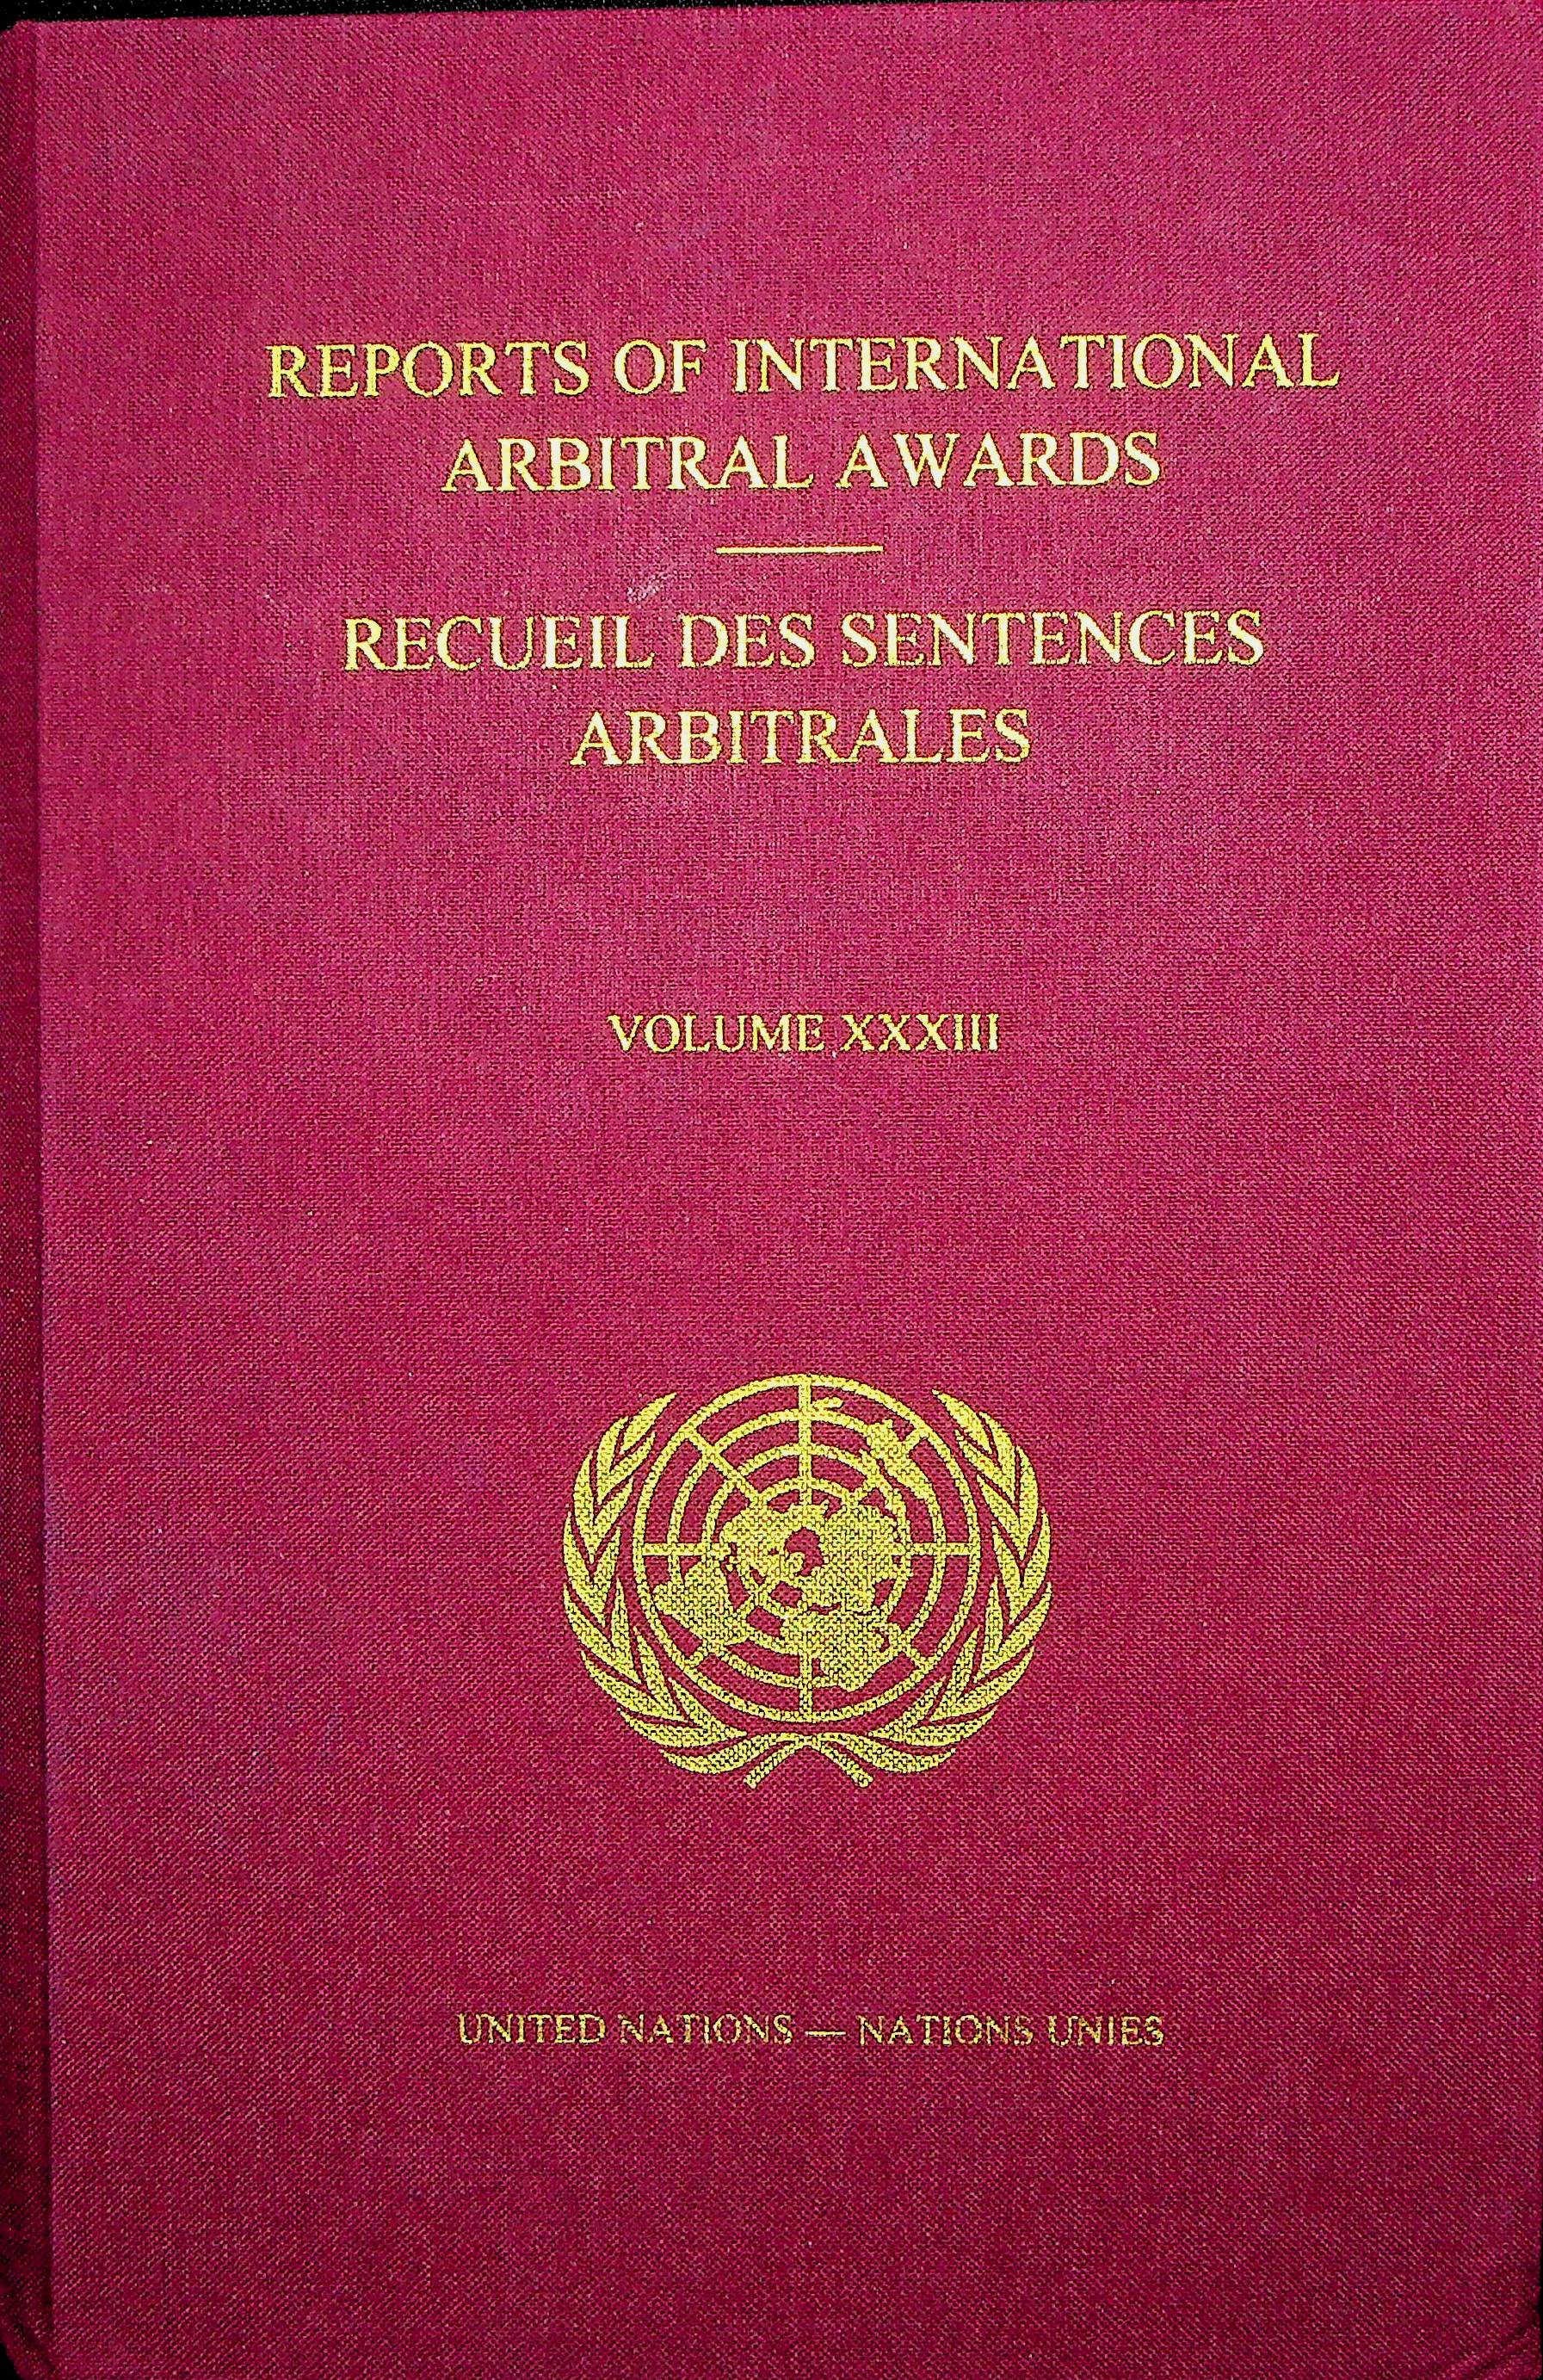 REPORTS OF INTERNATIONAL
ARBITRAL AWARDS
RECUEIL DES SENTENCES
ARBITRALES
VOLUME XXXIII
UNITED NATIONS — NATIONS UNIES